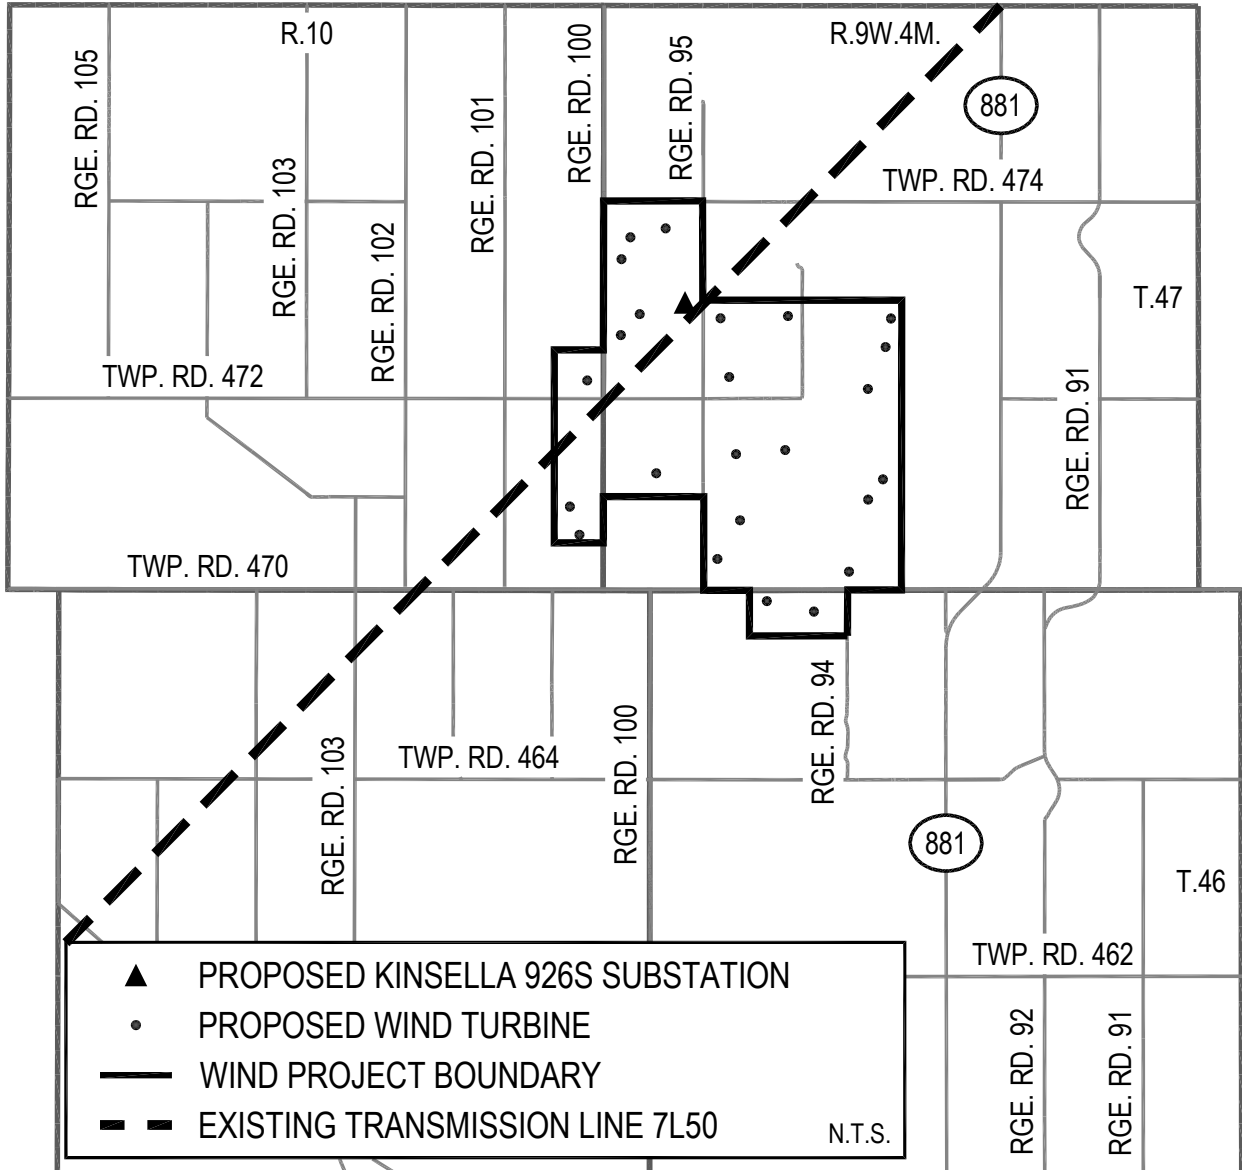 R.10
R.9W.4M.
RGE. RD. 105
RGE. RD. 103
RGE. RD. 102
RGE. RD. 101
RGE. RD. 100
RGE. RD. 95
881
TWP. RD. 474
T.47
TWP. RD. 472
RGE. RD. 91
TWP. RD. 470
RGE. RD. 103
TWP. RD. 464
RGE. RD. 100
RGE. RD. 94
881
T.46
TWP. RD. 462
RGE. RD. 92
RGE. RD. 91
PROPOSED KINSELLA 926S SUBSTATION
PROPOSED WIND TURBINE
WIND PROJECT BOUNDARY
EXISTING TRANSMISSION LINE 7L50
N.T.S.